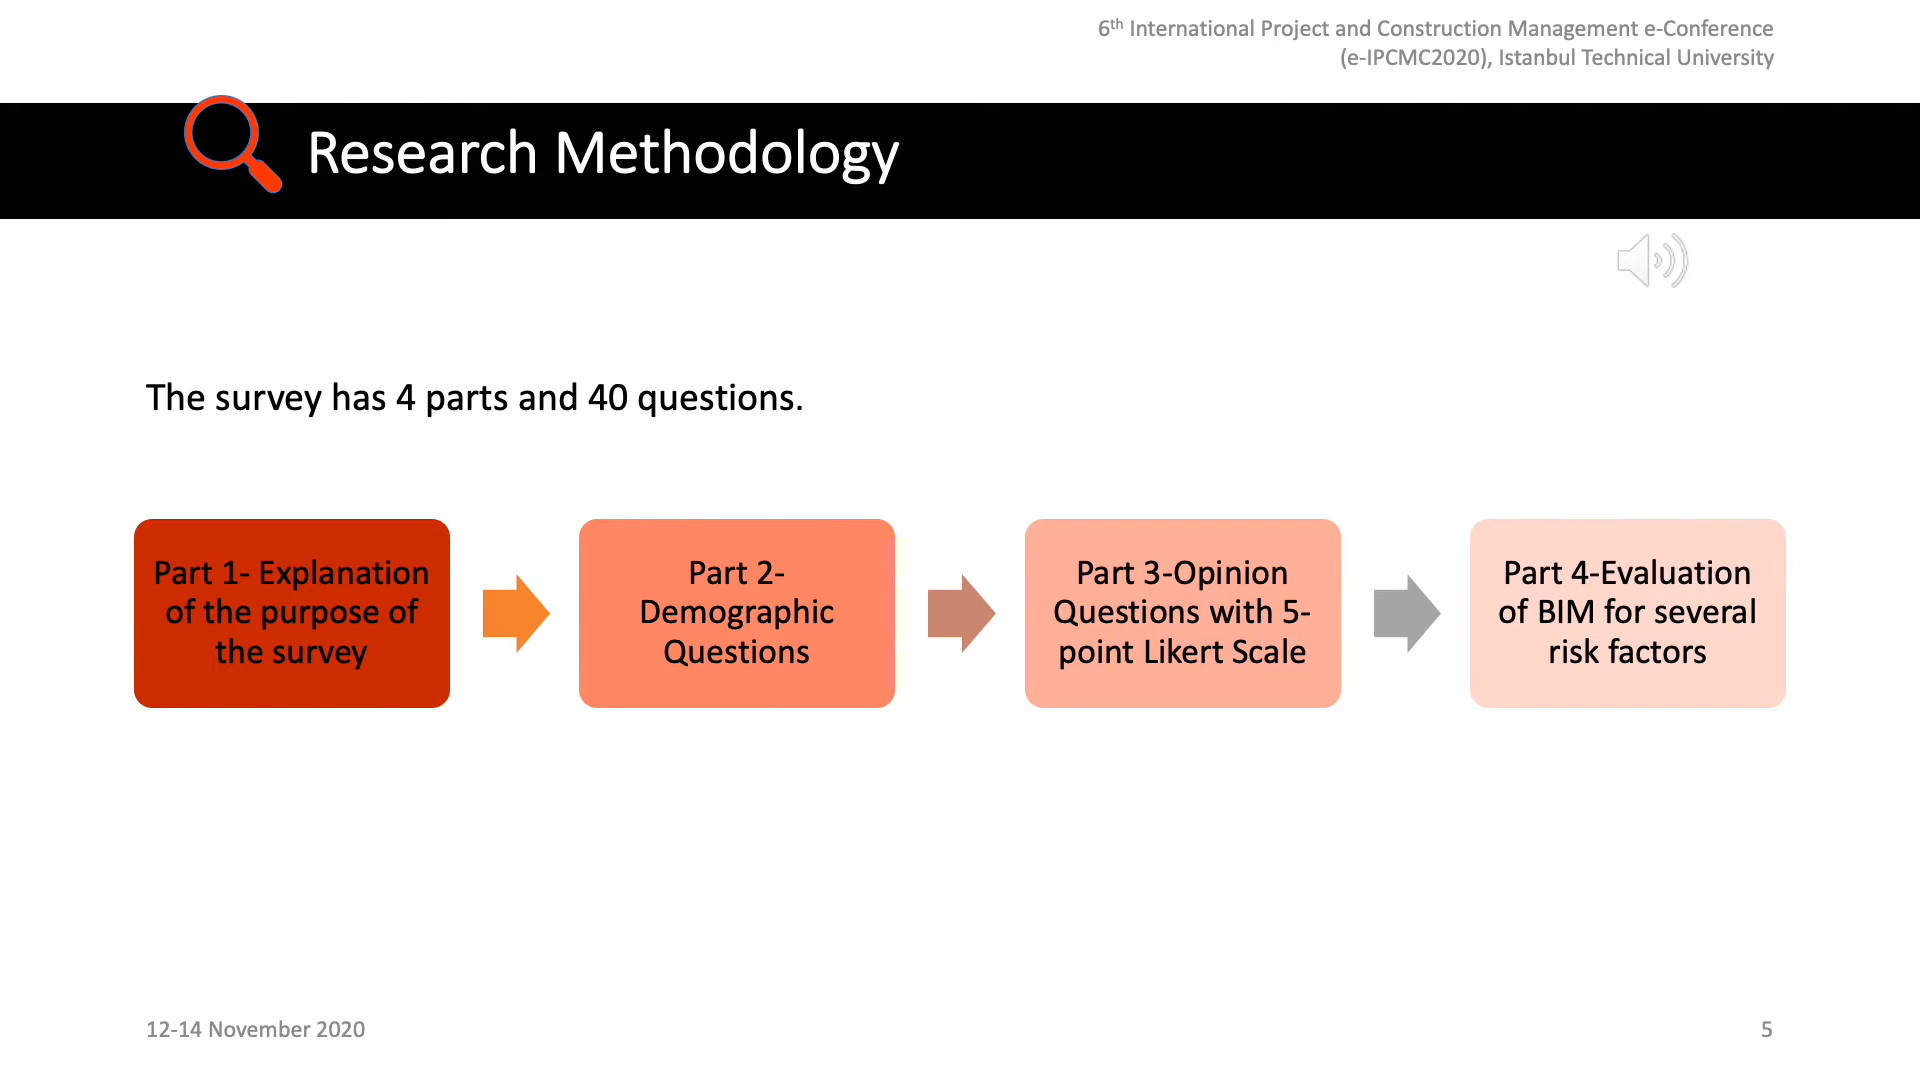 6th International Project and Construction Management e-Conference
(e-IPCMC2020), Istanbul Technical University
Research Methodology
The survey has 4 parts and 40 questions.
Part 1- Explanation
of the purpose of
the survey
Part 2-
Demographic
Questions
Part 3-Opinion
Questions with 5-
point Likert Scale
Part 4-Evaluation
of BIM for several
risk factors
12-14 November 2020
5